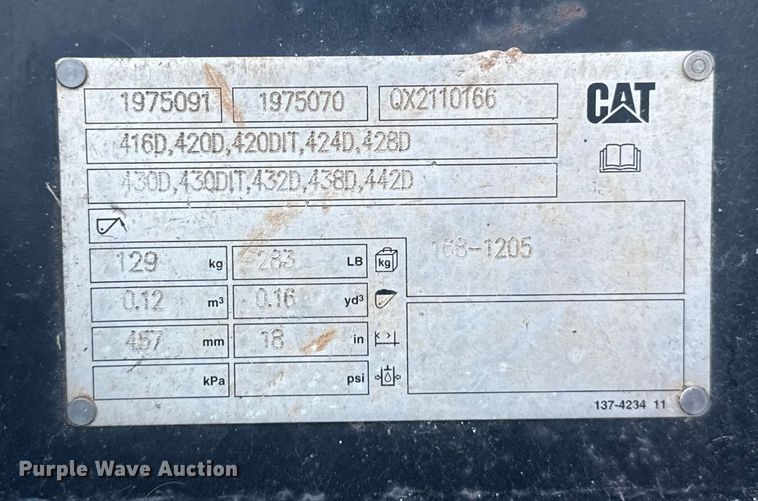 1975091 1975070 QX2110166 CAT
416D,420D,420DIT,424D,428D
430D,430DIT,432D,438D,442D
168-1205
129 kg 283 LB kg
0.12 m³ 0.16 yd³
457 mm 18 in
kPa psi
137-4234 11
Purple Wave Auction